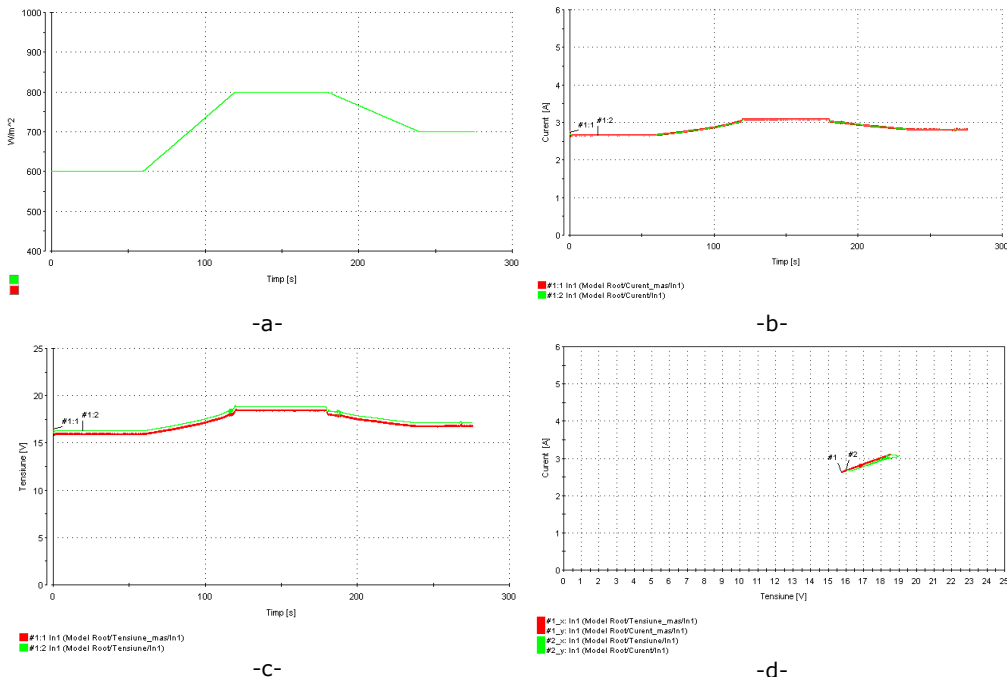 1000
900
800
700
600
500
400
W/m^2
0
100
200
300
Timp [s]
-a-
6
5
4
3
2
1
0
Curent [A]
#1:1
#1:2
0
100
200
300
Timp [s]
#1:1 In1 (Model Root/Curent_mas/In1)
#1:2 In1 (Model Root/Curent/In1)
-b-
25
20
15
10
5
0
Tensiune [V]
#1:1
#1:2
0
100
200
300
Timp [s]
#1:1 In1 (Model Root/Tensiune_mas/In1)
#1:2 In1 (Model Root/Tensiune/In1)
-c-
6
5
4
3
2
1
0
Curent [A]
#1
#2
0 1 2 3 4 5 6 7 8 9 10 11 12 13 14 15 16 17 18 19 20 21 22 23 24 25
Tensiune [V]
#1_x: In1 (Model Root/Tensiune_mas/In1)
#1_y: In1 (Model Root/Curent_mas/In1)
#2_x: In1 (Model Root/Tensiune/In1)
#2_y: In1 (Model Root/Curent/In1)
-d-